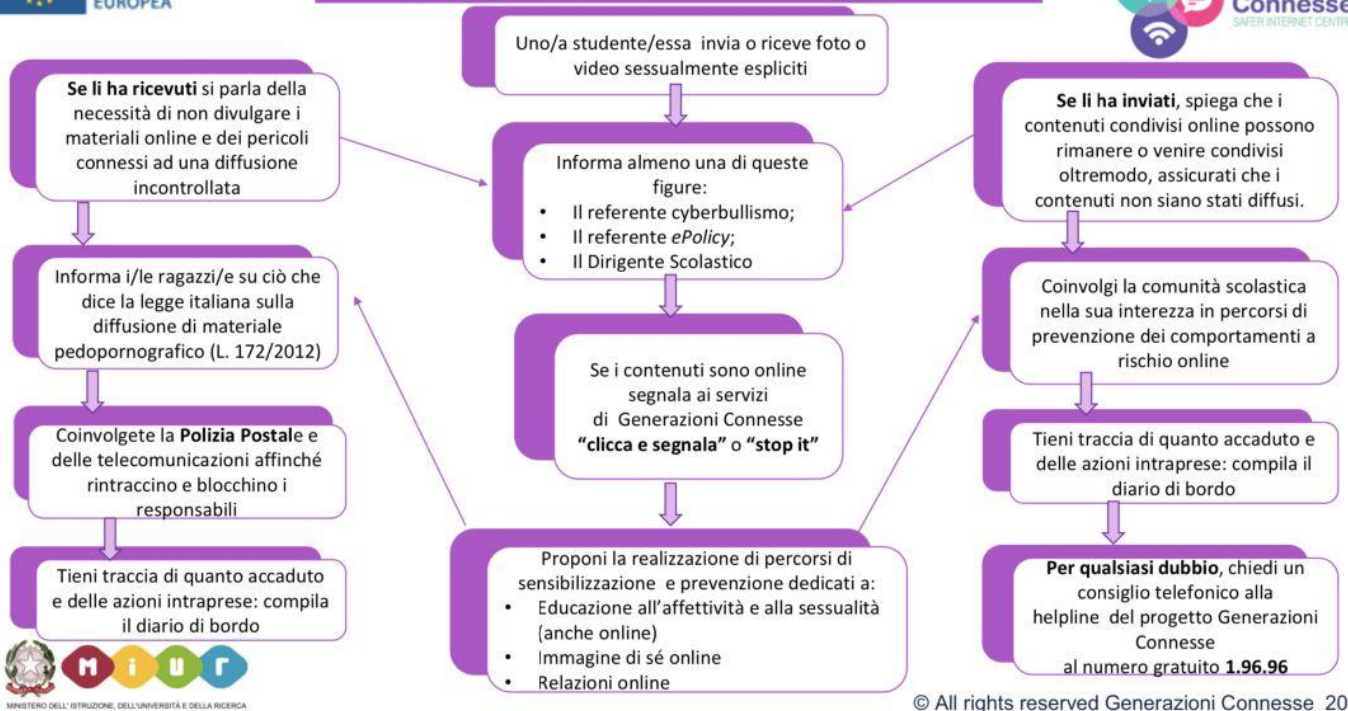 EUROPEA
Connesse
SAFER INTERNET CENTRE
Uno/a studente/essa invia o riceve foto o
video sessualmente espliciti
Se li ha ricevuti si parla della
necessità di non divulgare i
materiali online e dei pericoli
connessi ad una diffusione
incontrollata
Informa i/le ragazzi/e su ciò che
dice la legge italiana sulla
diffusione di materiale
pedopornografico (L. 172/2012)
Coinvolgete la Polizia Postale e
delle telecomunicazioni affinché
rintraccino e blocchino i
responsabili
Tieni traccia di quanto accaduto
e delle azioni intraprese: compila
il diario di bordo
Informa almeno una di queste
figure:
• Il referente cyberbullismo;
• Il referente ePolicy;
• Il Dirigente Scolastico
Se i contenuti sono online
segnala ai servizi
di Generazioni Connesse
“clicca e segnala” o “stop it”
Proponi la realizzazione di percorsi di
sensibilizzazione e prevenzione dedicati a:
• Educazione all’affettività e alla sessualità
(anche online)
• Immagine di sé online
• Relazioni online
Se li ha inviati, spiega che i
contenuti condivisi online possono
rimanere o venire condivisi
oltremodo, assicurati che i
contenuti non siano stati diffusi.
Coinvolgi la comunità scolastica
nella sua interezza in percorsi di
prevenzione dei comportamenti a
rischio online
Tieni traccia di quanto accaduto e
delle azioni intraprese: compila il
diario di bordo
Per qualsiasi dubbio, chiedi un
consiglio telefonico alla
helpline del progetto Generazioni
Connesse
al numero gratuito 1.96.96
MiUr
MINISTERO DELL' ISTRUZIONE, DELL'UNIVERSITÀ E DELLA RICERCA
© All rights reserved Generazioni Connesse 20